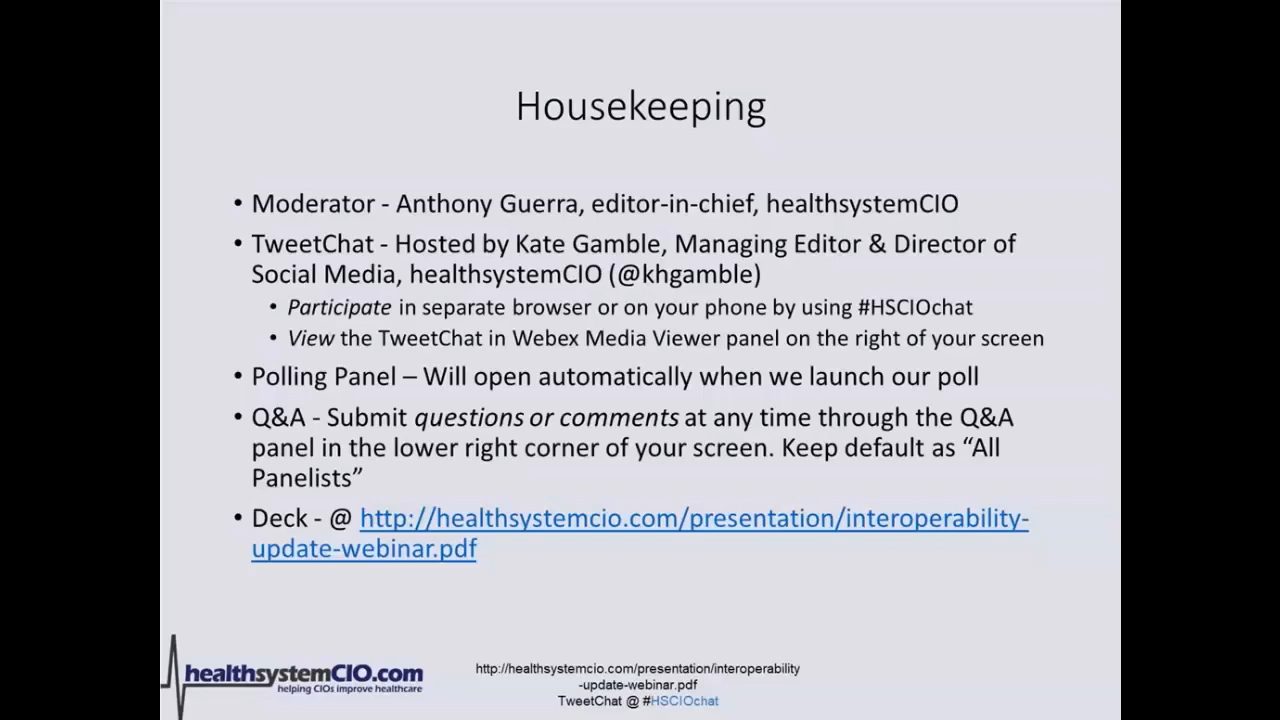 Housekeeping
• Moderator - Anthony Guerra, editor-in-chief, healthsystemCIO
• TweetChat - Hosted by Kate Gamble, Managing Editor & Director of
Social Media, healthsystemCIO (@khgamble)
• Participate in separate browser or on your phone by using #HSCIOchat
• View the TweetChat in Webex Media Viewer panel on the right of your screen
• Polling Panel – Will open automatically when we launch our poll
• Q&A - Submit questions or comments at any time through the Q&A
panel in the lower right corner of your screen. Keep default as “All
Panelists”
• Deck - @ http://healthsystemcio.com/presentation/interoperability-
update-webinar.pdf
healthsystemCIO.com
helping CIOs improve healthcare
http://healthsystemcio.com/presentation/interoperability
-update-webinar.pdf
TweetChat @ #HSCIOchat